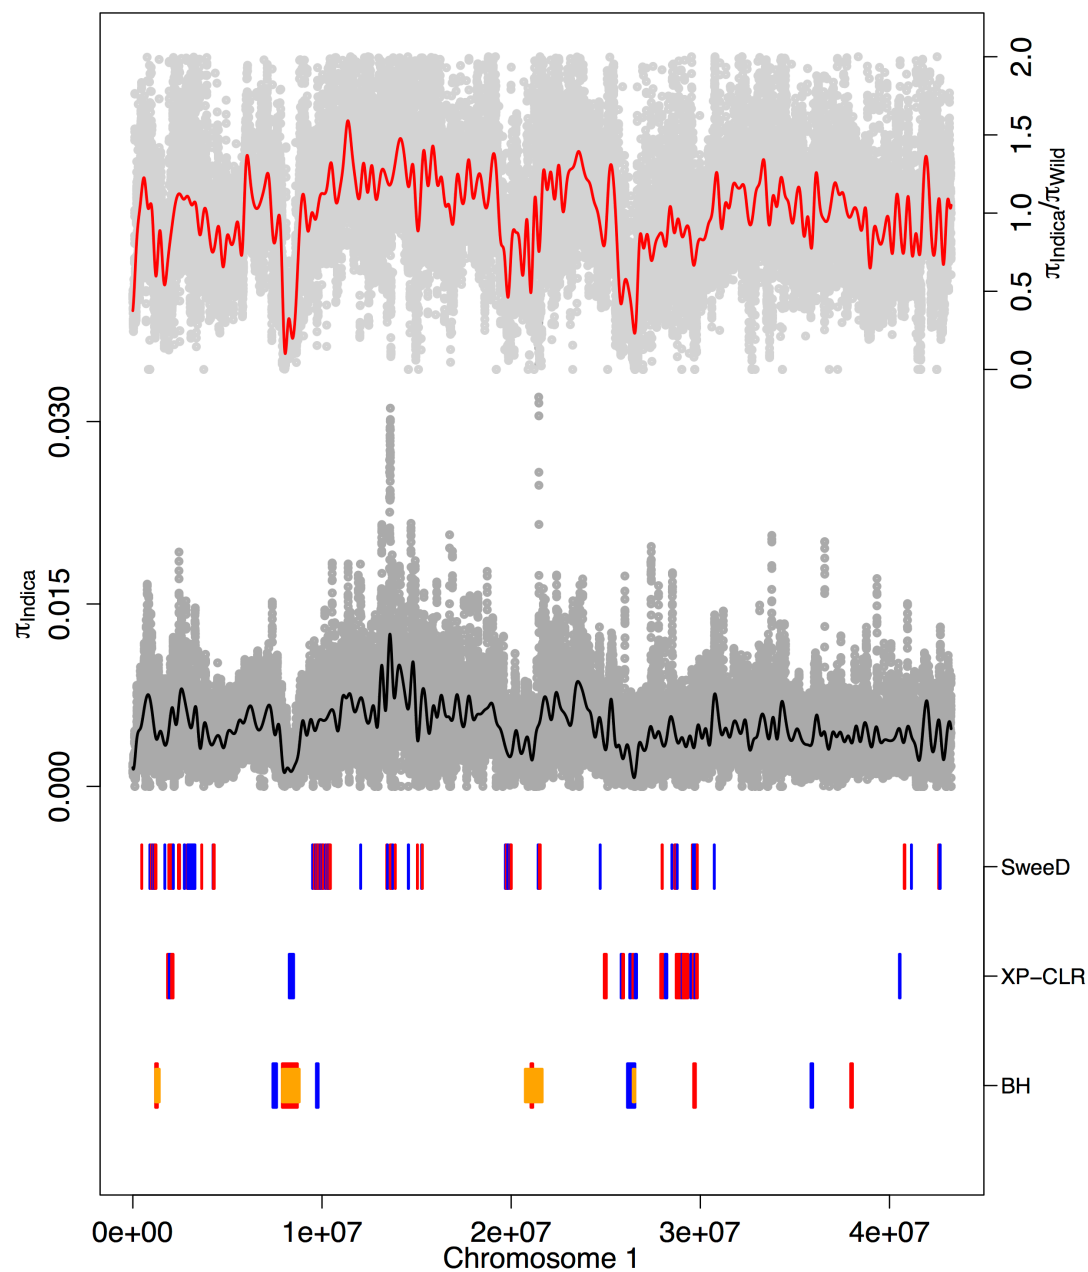 2.0
1.5
1.0
0.5
0.0
πIndica/πWild
0.030
0.015
0.000
πIndica
SweeD
XP−CLR
BH
0e+00 1e+07 2e+07 3e+07 4e+07
Chromosome 1